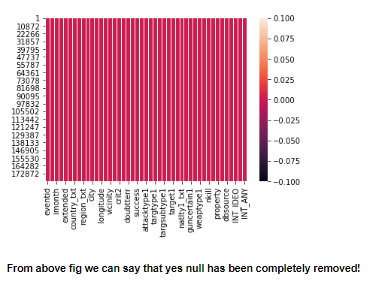 1
10872
22266
31857
39795
47737
55787
64361
73078
81698
90095
97832
105502
113442
121247
129387
138133
146905
155530
164282
172872
eventid
imonth
extended
country_txt
region_txt
city
longitude
vicinity
crit2
doubtterr
success
attacktype1
targtype1
targsubtype1
target1
natlty1_txt
guncertain1
weaptype1
nkill
property
dbsource
INT_IDEO
INT_ANY
0.100
0.075
0.050
0.025
0.000
−0.025
−0.050
−0.075
−0.100
From above fig we can say that yes null has been completely removed!